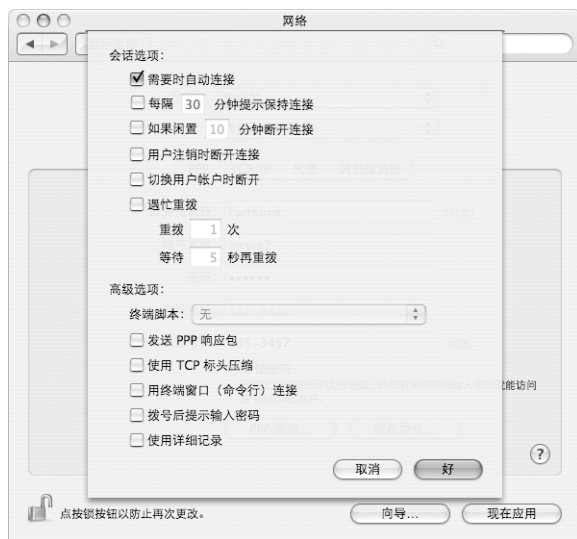 网络
会话选项：
需要时自动连接
每隔 30 分钟提示保持连接
如果闲置 10 分钟断开连接
用户注销时断开连接
切换用户帐户时断开
遇忙重拨
重拨 1 次
等待 5 秒再重拨
高级选项：
终端脚本： 无
发送 PPP 响应包
使用 TCP 标头压缩
用终端窗口（命令行）连接
拨号后提示输入密码
使用详细记录
就能访问
取消 好
?
点按锁按钮以防止再次更改。
向导... 现在应用